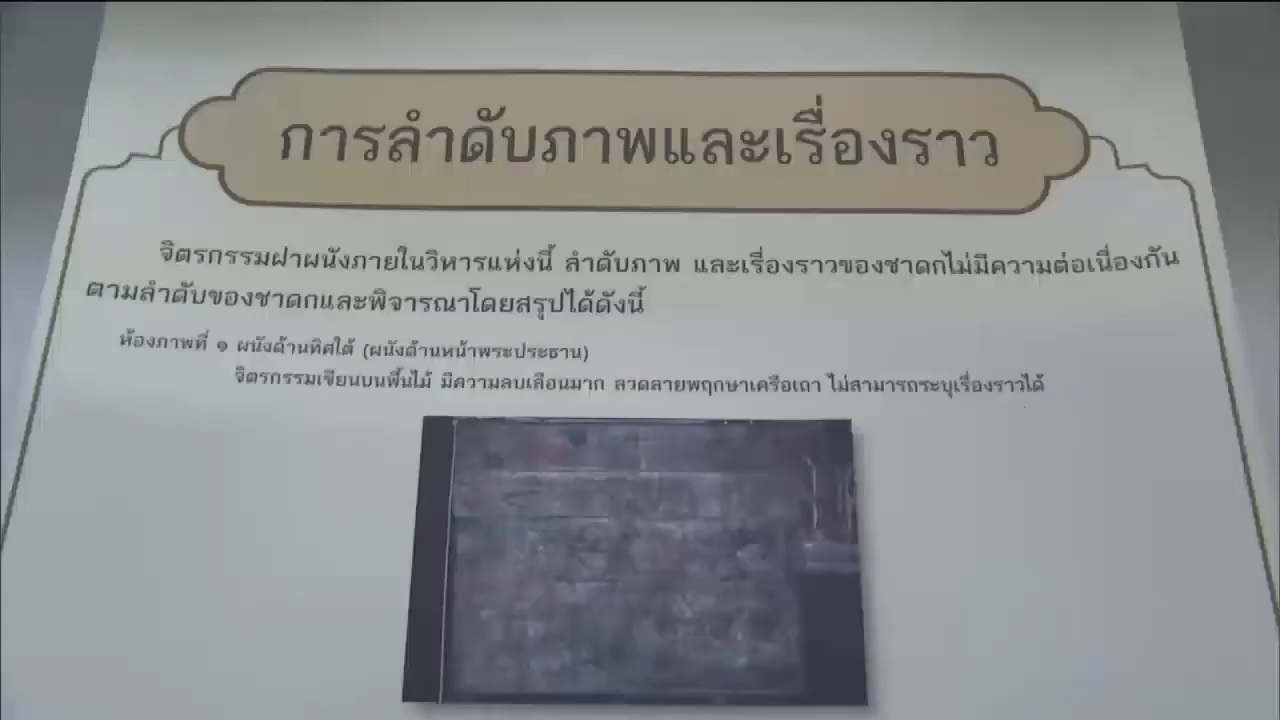 การลำดับภาพและเรื่องราว
จิตรกรรมฝาผนังภายในวิหารแห่งนี้ ลำดับภาพ และเรื่องราวของชาดกไม่มีความต่อเนื่องกัน
ตามลำดับของชาดกและพิจารณาโดยสรุปได้ดังนี้
ห้องภาพที่ ๑ ผนังด้านทิศใต้ (ผนังด้านหน้าพระประธาน)
จิตรกรรมเขียนบนพื้นไม้ มีความลบเลือนมาก ลวดลายพฤกษาเครือเถา ไม่สามารถระบุเรื่องราวได้